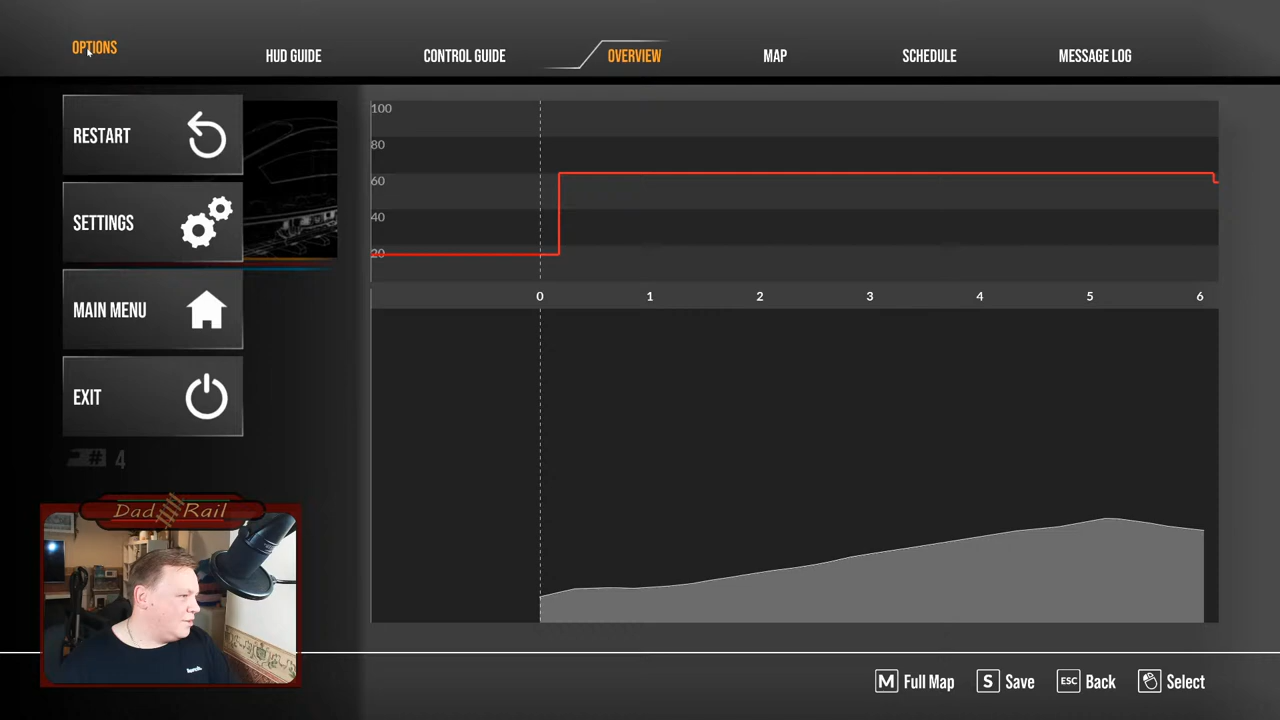 OPTIONS
HUD GUIDE
CONTROL GUIDE
OVERVIEW
MAP
SCHEDULE
MESSAGE LOG
RESTART
SETTINGS
MAIN MENU
EXIT
# 4
100
80
60
40
20
0 1 2 3 4 5 6
Dad Rail
M Full Map
S Save
ESC Back
Select